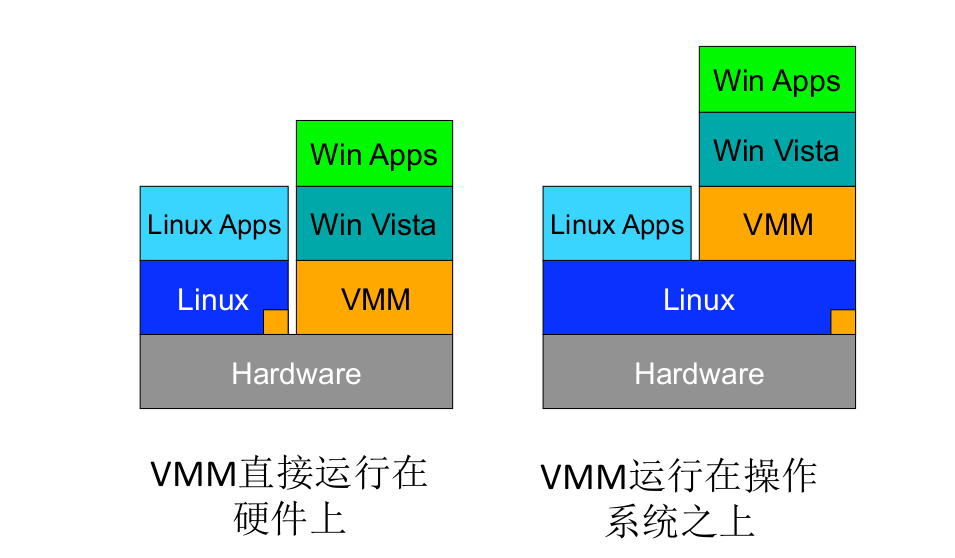 Win Apps
Win Vista
Linux Apps
VMM
Linux
Hardware
VMM直接运行在
硬件上
Win Apps
Win Vista
Linux Apps
VMM
Linux
Hardware
VMM运行在操作
系统之上